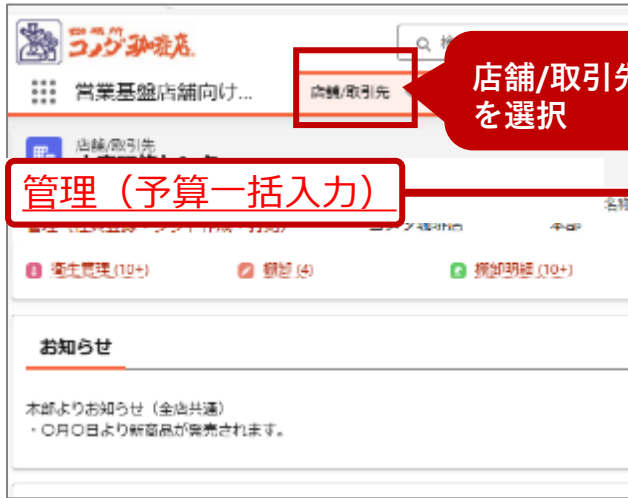 コメダ珈琲店
店舗/取引先
を選択
営業基盤店舗向け...
店舗/取引先
店舗/取引先
管理（予算一括入力）
本部
衛生管理 (10+)
棚卸 (4)
棚卸明細 (10+)
お知らせ
本部よりお知らせ（全店共通）
・〇月〇日より新商品が発売されます。